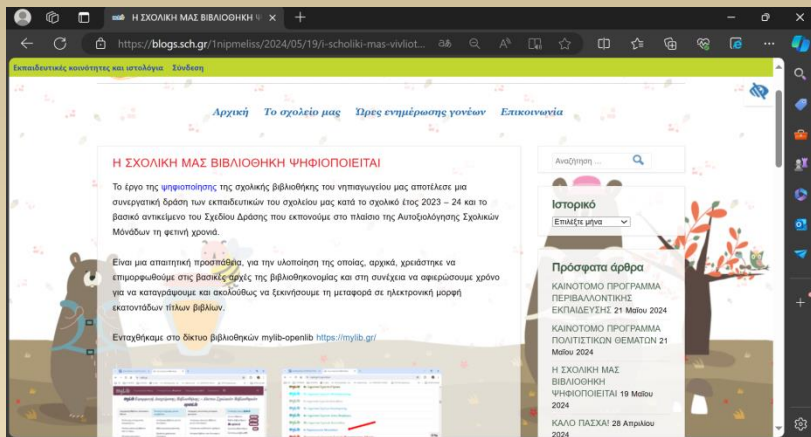 Η ΣΧΟΛΙΚΗ ΜΑΣ ΒΙΒΛΙΟΘΗΚΗ Ψ
https://blogs.sch.gr/1nipmeliss/2024/05/19/i-scholiki-mas-vivliot...
Εκπαιδευτικές κοινότητες και ιστολόγια Σύνδεση
Αρχική Το σχολείο μας Ώρες ενημέρωσης γονέων Επικοινωνία
Η ΣΧΟΛΙΚΗ ΜΑΣ ΒΙΒΛΙΟΘΗΚΗ ΨΗΦΙΟΠΟΙΕΙΤΑΙ
Το έργο της ψηφιοποίησης της σχολικής βιβλιοθήκης του νηπιαγωγείου μας αποτέλεσε μια
συνεργατική δράση των εκπαιδευτικών του σχολείου μας κατά το σχολικό έτος 2023 – 24 και το
βασικό αντικείμενο του Σχεδίου Δράσης που εκπονούμε στο πλαίσιο της Αυτοξιολόγησης Σχολικών
Μονάδων τη φετινή χρονιά.
Είναι μια απαιτητική προσπάθεια, για την υλοποίηση της οποίας, αρχικά, χρειάστηκε να
επιμορφωθούμε στις βασικές αρχές της βιβλιοθηκονομίας και στη συνέχεια να αφιερώσουμε χρόνο
για να καταγράψουμε και ακολούθως να ξεκινήσουμε τη μεταφορά σε ηλεκτρονική μορφή
εκατοντάδων τίτλων βιβλίων.
Ενταχθήκαμε στο δίκτυο βιβλιοθηκών mylib-openlib https://mylib.gr/
Αναζήτηση ...
Ιστορικό
Επιλέξτε μήνα
Πρόσφατα άρθρα
ΚΑΙΝΟΤΟΜΟ ΠΡΟΓΡΑΜΜΑ
ΠΕΡΙΒΑΛΛΟΝΤΙΚΗΣ
ΕΚΠΑΙΔΕΥΣΗΣ 21 Μαΐου 2024
ΚΑΙΝΟΤΟΜΟ ΠΡΟΓΡΑΜΜΑ
ΠΟΛΙΤΙΣΤΙΚΩΝ ΘΕΜΑΤΩΝ 21
Μαΐου 2024
Η ΣΧΟΛΙΚΗ ΜΑΣ
ΒΙΒΛΙΟΘΗΚΗ
ΨΗΦΙΟΠΟΙΕΙΤΑΙ 19 Μαΐου
2024
ΚΑΛΟ ΠΑΣΧΑ! 28 Απριλίου
2024